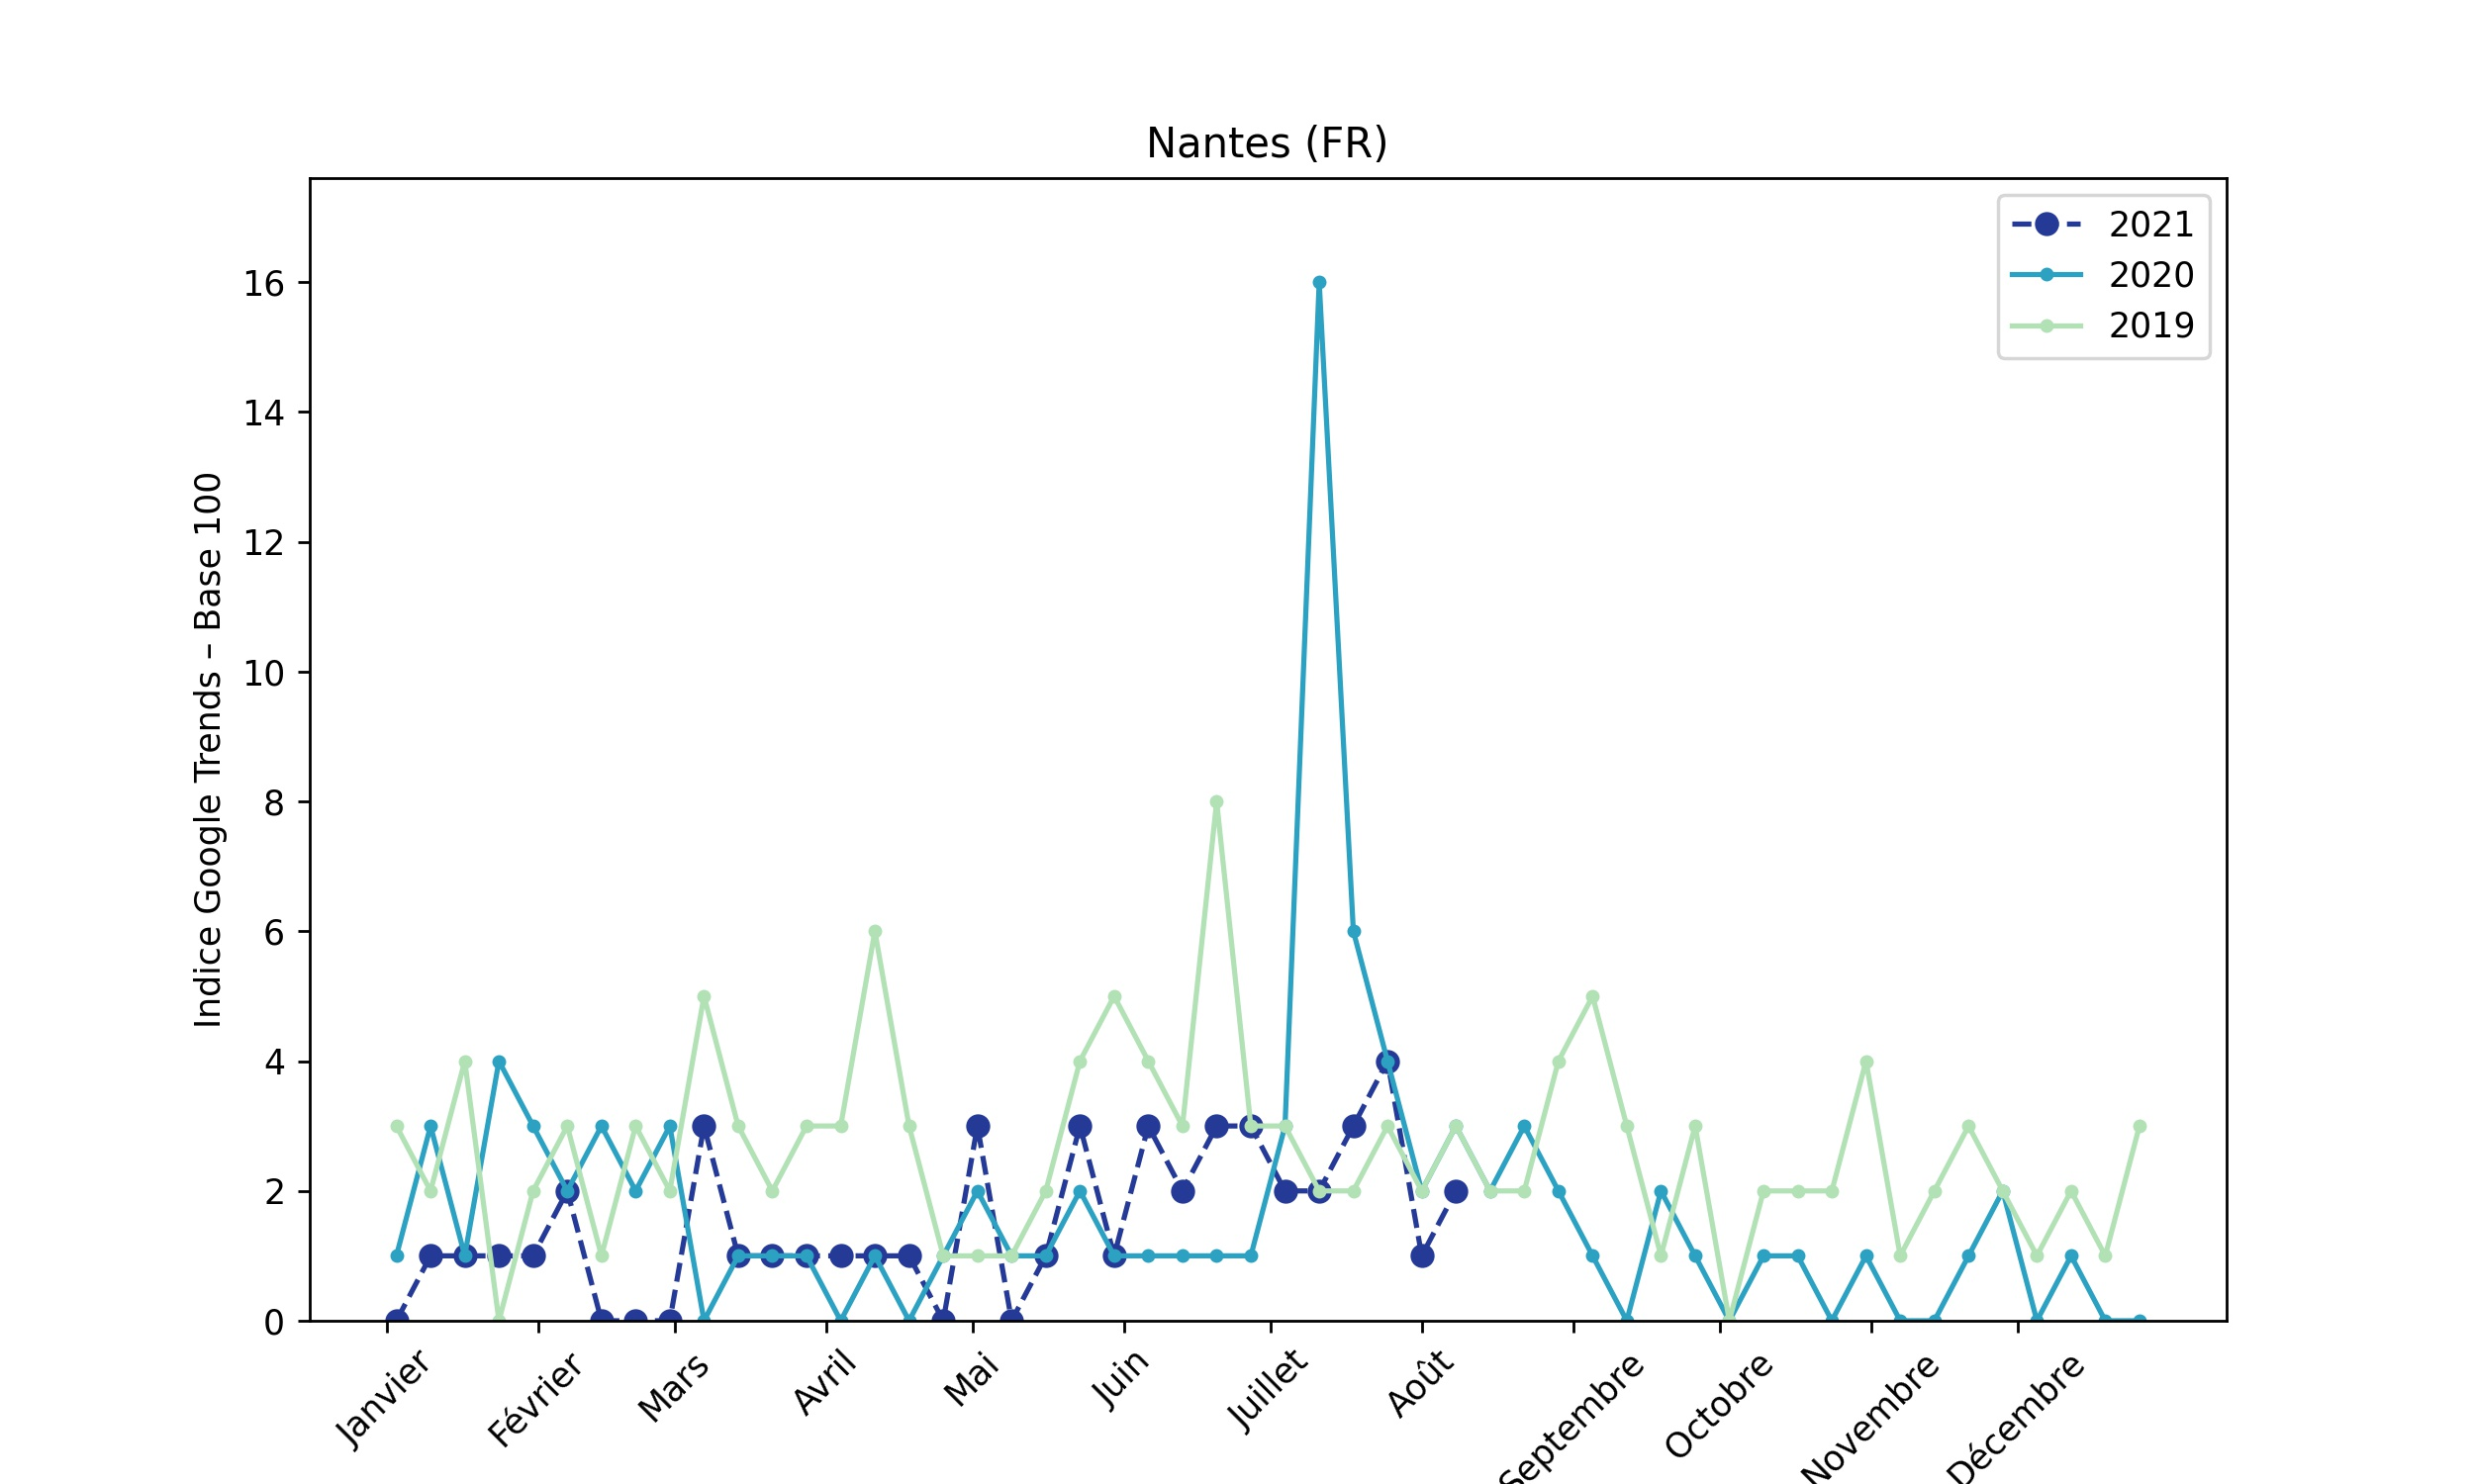 Nantes (FR)
2021
2020
2019
Indice Google Trends – Base 100
16
14
12
10
8
6
4
2
0
Janvier
Février
Mars
Avril
Mai
Juin
Juillet
Août
Septembre
Octobre
Novembre
Décembre